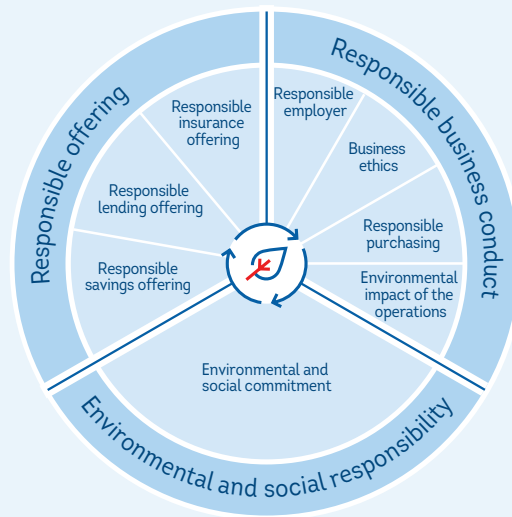 Responsible offering
Responsible
insurance
offering
Responsible
lending offering
Responsible
savings offering
Responsible business conduct
Responsible
employer
Business
ethics
Responsible
purchasing
Environmental
impact of the
operations
Environmental and
social commitment
Environmental and social responsibility